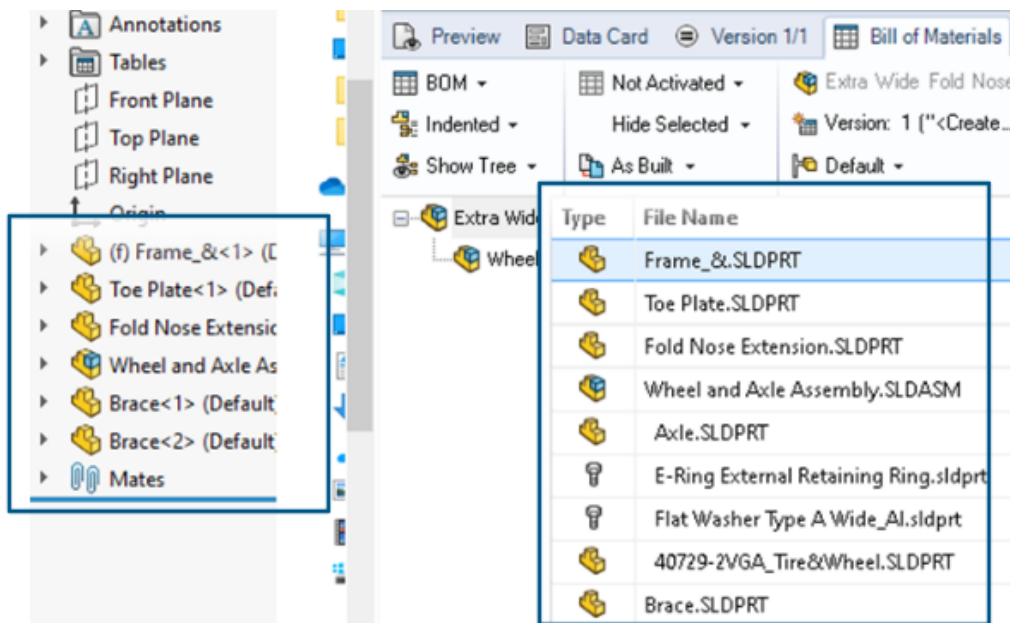 Annotations
Tables
Front Plane
Top Plane
Right Plane
Origin
(f) Frame_&<1> (D
Toe Plate<1> (Defa
Fold Nose Extensio
Wheel and Axle As
Brace<1> (Default)
Brace<2> (Default)
Mates
Preview Data Card Version 1/1 Bill of Materials
BOM Not Activated Extra Wide Fold Nose
Indented Hide Selected Version: 1 ("<Create...
Show Tree As Built Default
Extra Wid
Wheel
Type File Name
Frame_&.SLDPRT
Toe Plate.SLDPRT
Fold Nose Extension.SLDPRT
Wheel and Axle Assembly.SLDASM
Axle.SLDPRT
E-Ring External Retaining Ring.sldprt
Flat Washer Type A Wide_AI.sldprt
40729-2VGA_Tire&Wheel.SLDPRT
Brace.SLDPRT